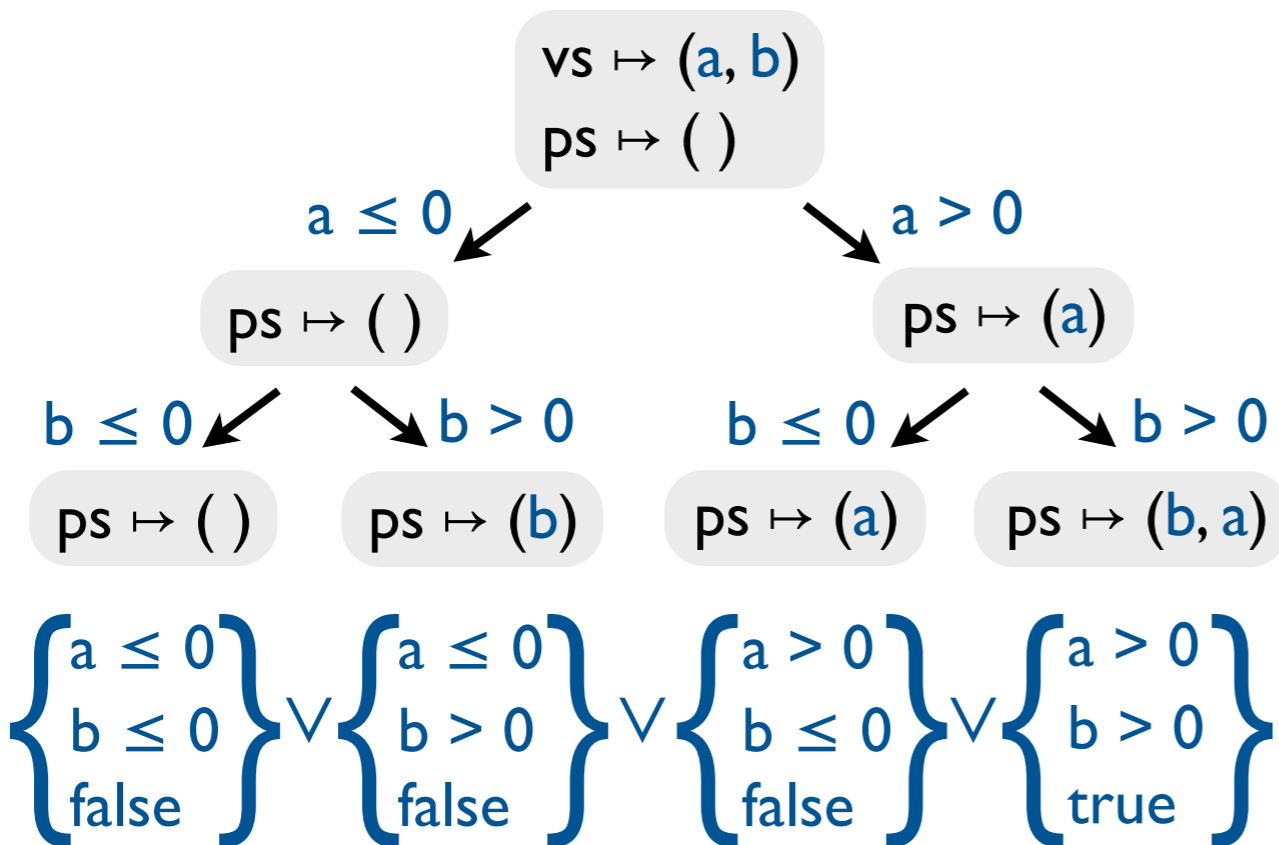 vs ↦ (a, b)
ps ↦ ( )
a ≤ 0
a > 0
ps ↦ ( )
ps ↦ (a)
b ≤ 0
b > 0
b ≤ 0
b > 0
ps ↦ ( )
ps ↦ (b)
ps ↦ (a)
ps ↦ (b, a)
{ a ≤ 0 } ∨ { a ≤ 0 } ∨ { a > 0 } ∨ { a > 0 }
b ≤ 0 b > 0 b ≤ 0 b > 0
false false false true